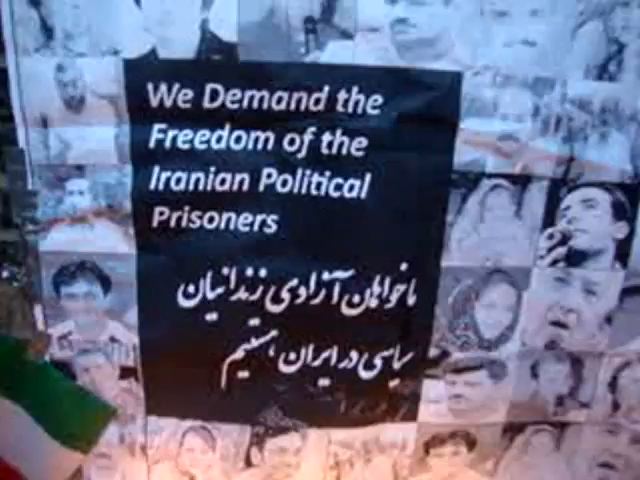 We Demand the
Freedom of the
Iranian Political
Prisoners
ما خواهان آزادی زندانیان
سیاسی در ایران هستیم